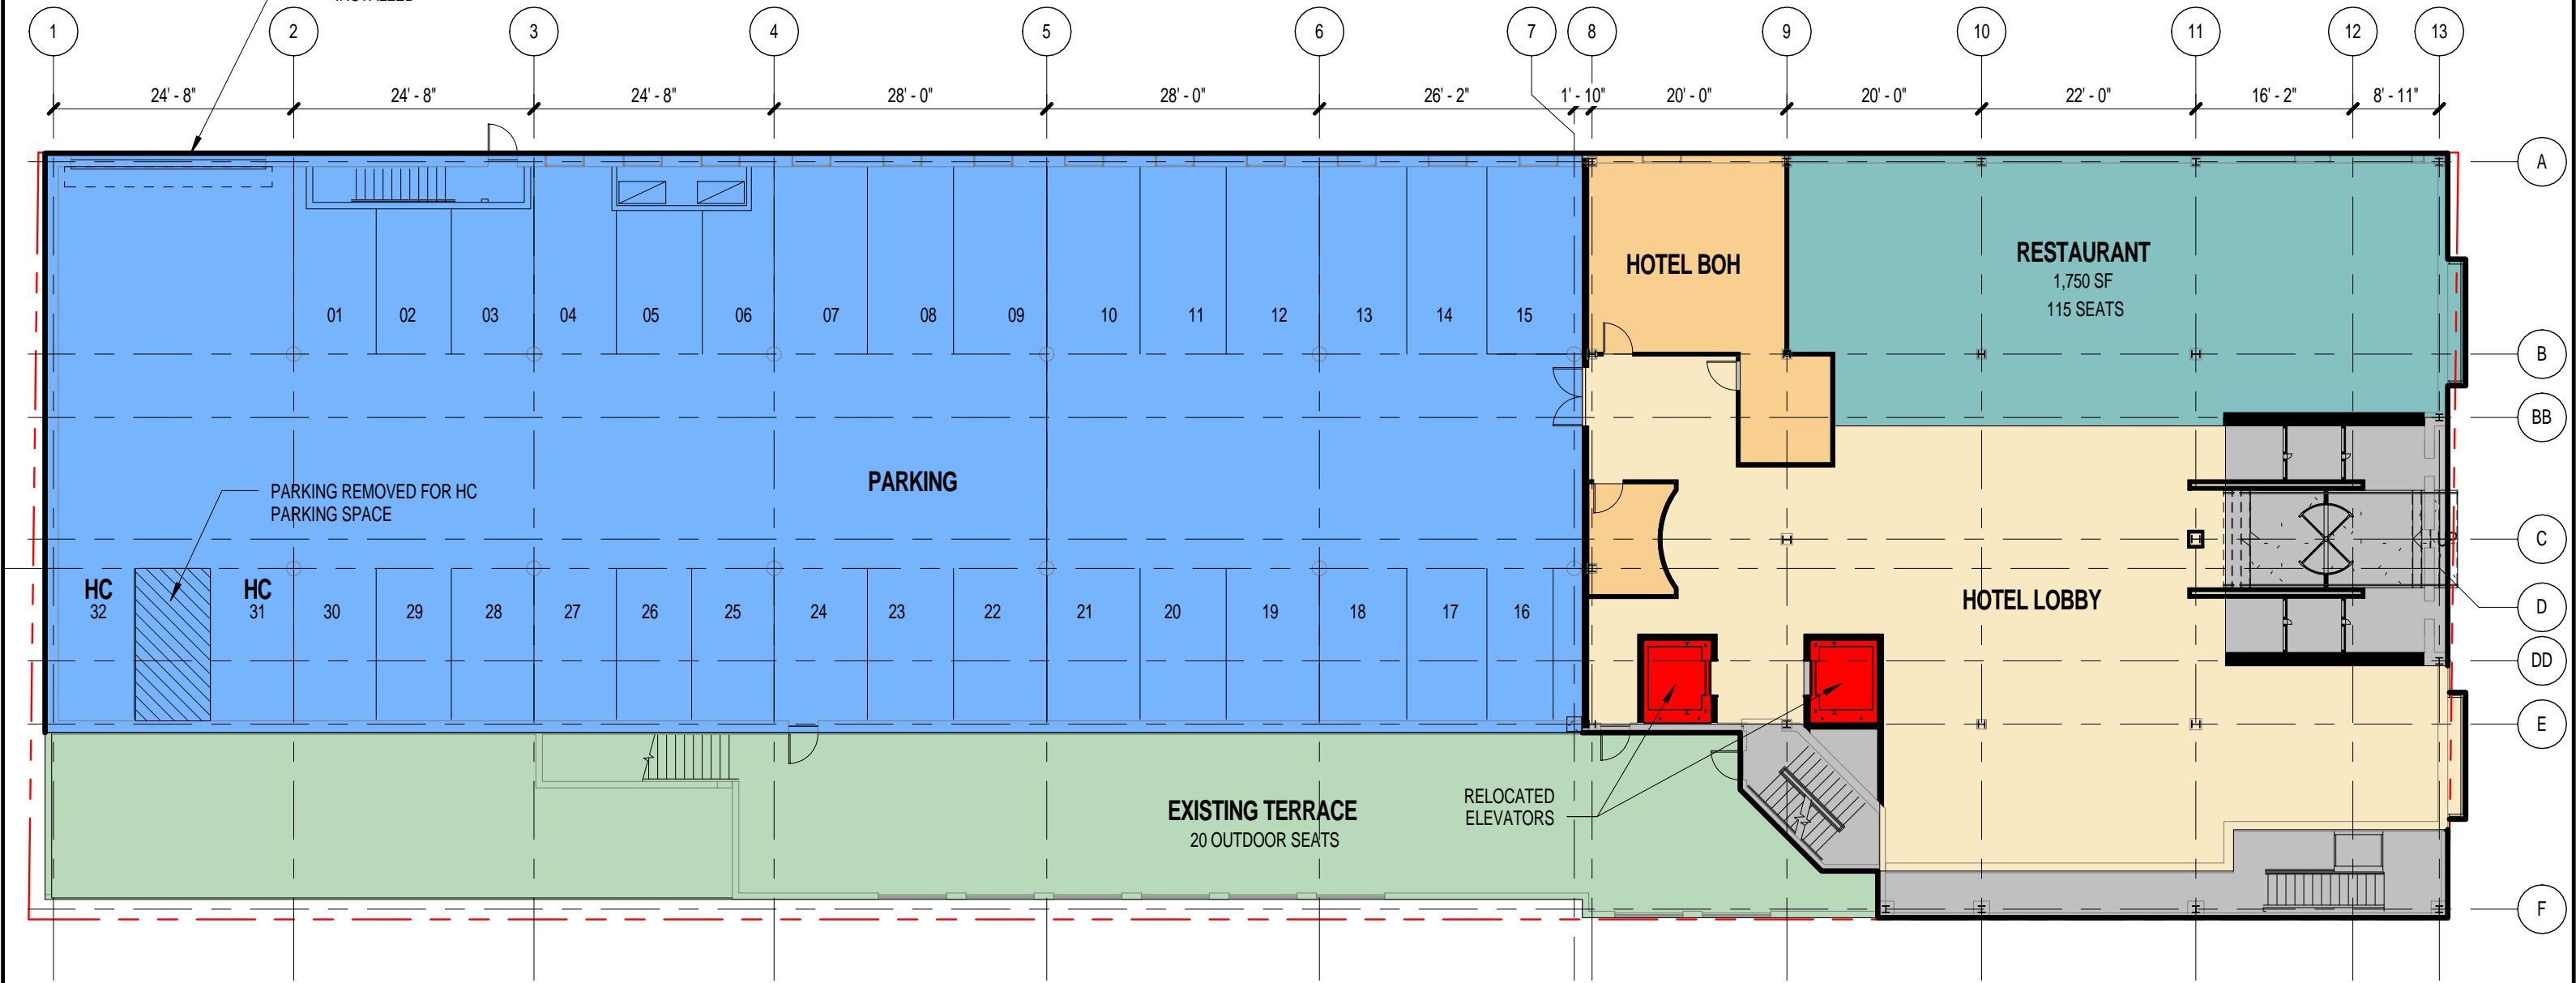 INSTALLED
1 2 3 4 5 6 7 8 9 10 11 12 13
24' - 8" 24' - 8" 24' - 8" 28' - 0" 28' - 0" 26' - 2" 1' - 10" 20' - 0" 20' - 0" 22' - 0" 16' - 2" 8' - 11"
A
HOTEL BOH
RESTAURANT
1,750 SF
115 SEATS
01 02 03 04 05 06 07 08 09 10 11 12 13 14 15
B
BB
PARKING
PARKING REMOVED FOR HC
PARKING SPACE
C
UP
HC HC
32 31 30 29 28 27 26 25 24 23 22 21 20 19 18 17 16
HOTEL LOBBY
D
DD
E
RELOCATED
ELEVATORS
EXISTING TERRACE
20 OUTDOOR SEATS
F